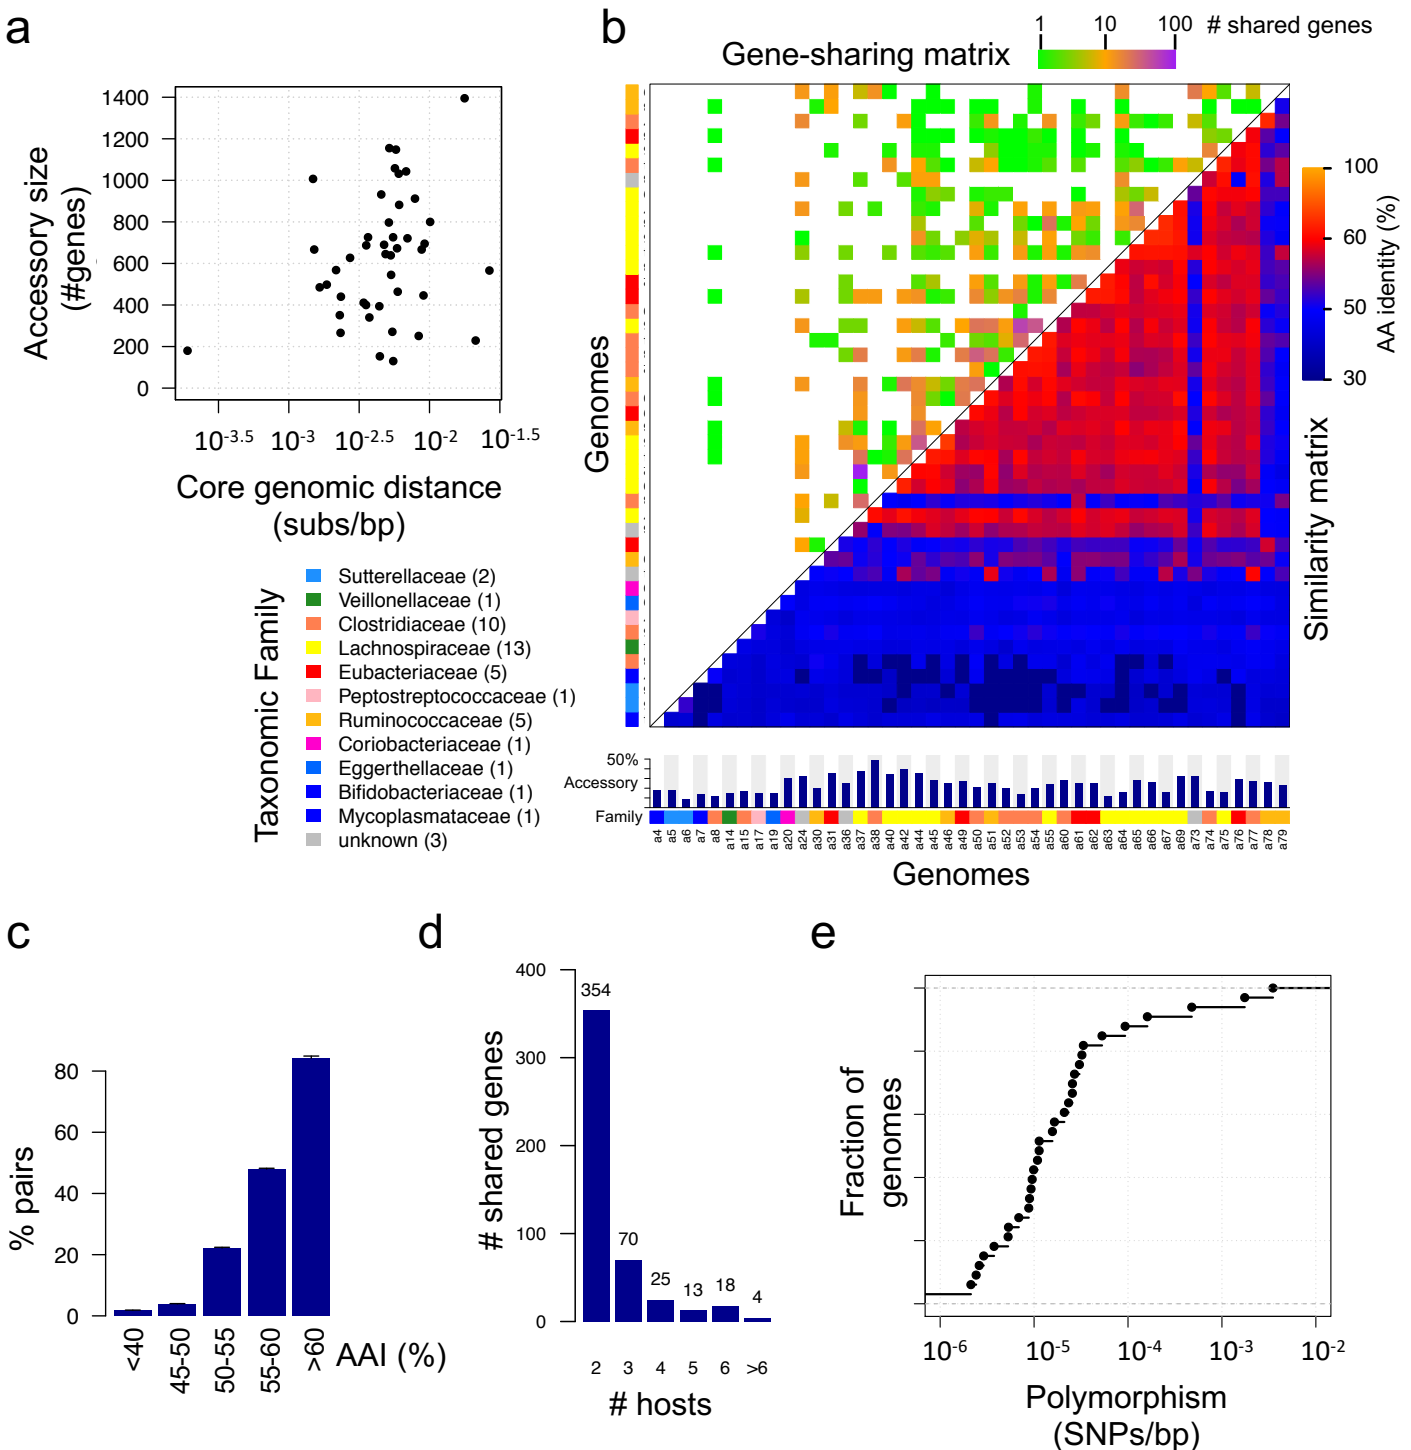 a
1400
1200
1000
800
600
400
200
0
Accessory size
(#genes)
10-3.5
10-3
10-2.5
10-2
10-1.5
Core genomic distance
(subs/bp)
Taxonomic Family
Sutterellaceae (2)
Veillonellaceae (1)
Clostridiaceae (10)
Lachnospiraceae (13)
Eubacteriaceae (5)
Peptostreptococcaceae (1)
Ruminococcaceae (5)
Coriobacteriaceae (1)
Eggerthellaceae (1)
Bifidobacteriaceae (1)
Mycoplasmataceae (1)
unknown (3)
b
Gene-sharing matrix
1
10
100
# shared genes
Genomes
100
60
50
30
AA identity (%)
Similarity matrix
50%
Accessory
Family
a4
a5
a6
a7
a8
a14
a15
a17
a19
a20
a24
a30
a31
a36
a37
a38
a40
a42
a44
a45
a46
a49
a50
a51
a52
a53
a54
a55
a60
a61
a62
a63
a64
a65
a66
a67
a69
a73
a74
a75
a76
a77
a78
a79
Genomes
c
80
60
40
20
0
% pairs
<40
45-50
50-55
55-60
>60
AAI (%)
d
400
300
200
100
0
# shared genes
354
70
25
13
18
4
2
3
4
5
6
>6
# hosts
e
Fraction of
genomes
10-6
10-5
10-4
10-3
10-2
Polymorphism
(SNPs/bp)